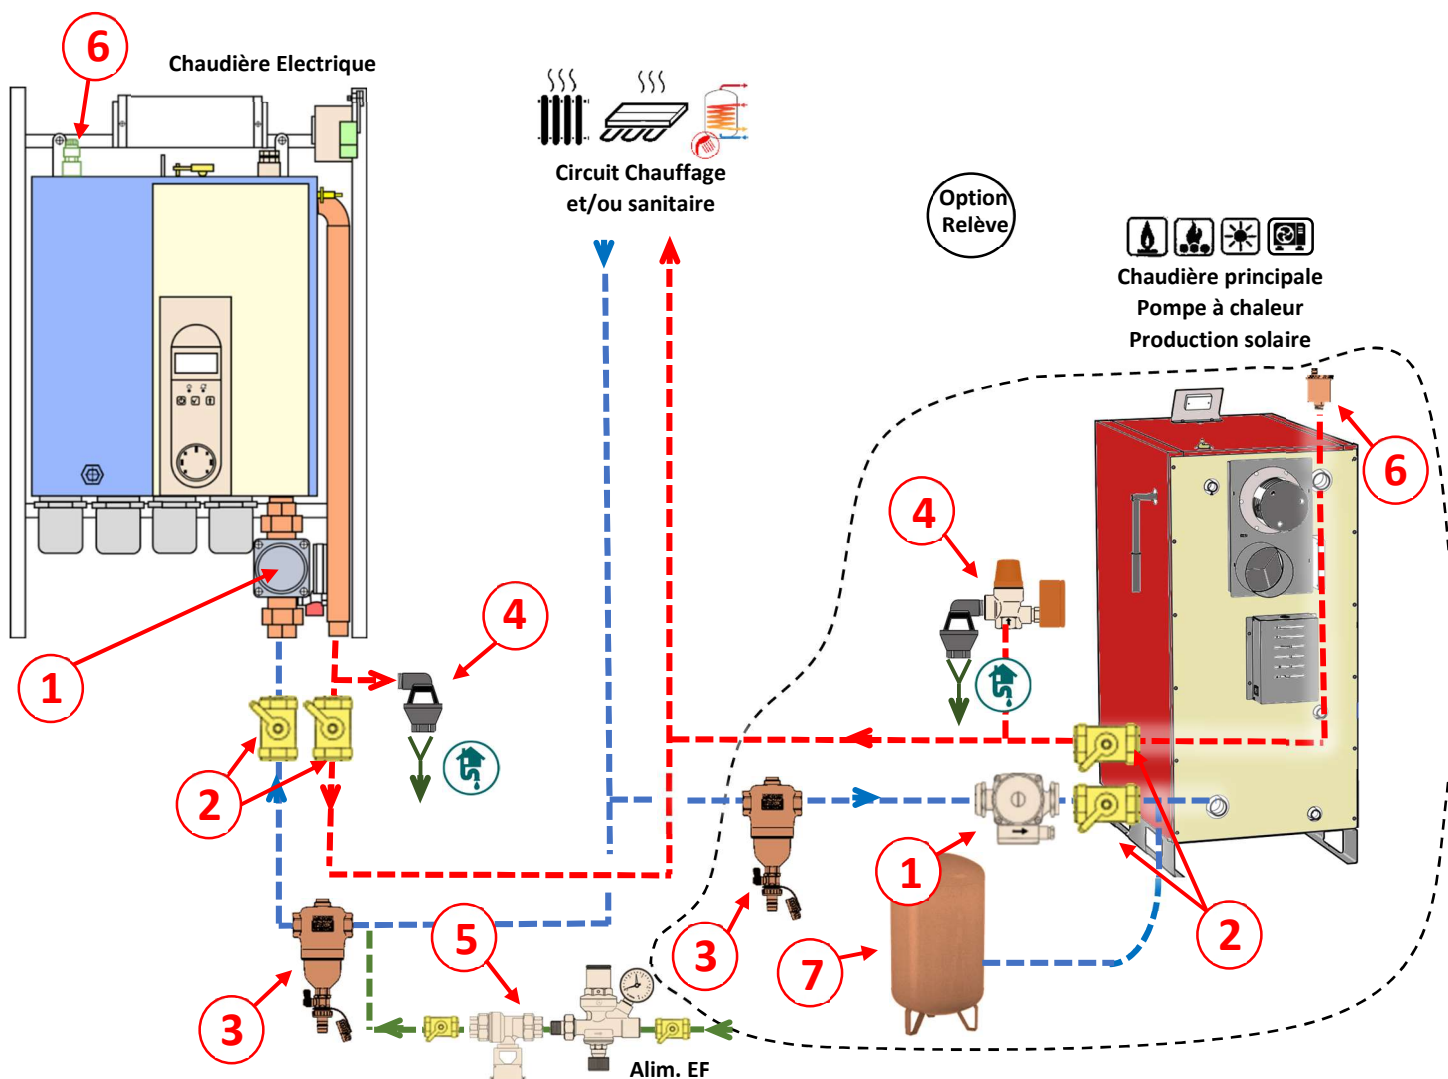 6
Chaudière Electrique
Circuit Chauffage
et/ou sanitaire
Option
Relève
Chaudière principale
Pompe à chaleur
Production solaire
6
4
4
1
2
1
3
2
5
7
3
Alim. EF